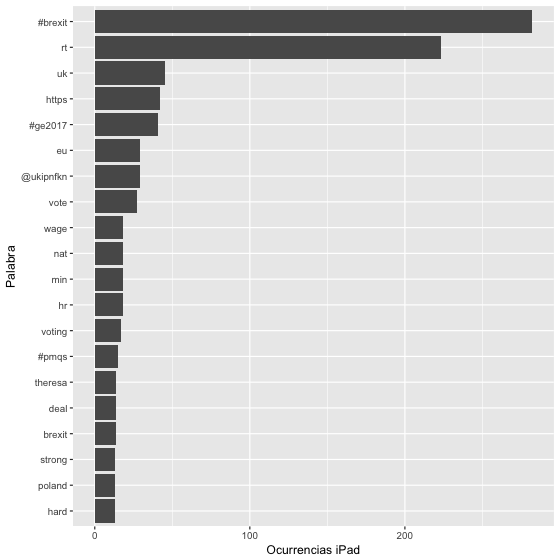 #brexit
rt
uk
https
#ge2017
eu
@ukipnfkn
vote
wage
nat
min
hr
voting
#pmqs
theresa
deal
brexit
strong
poland
hard
Palabra
0 100 200
Ocurrencias iPad